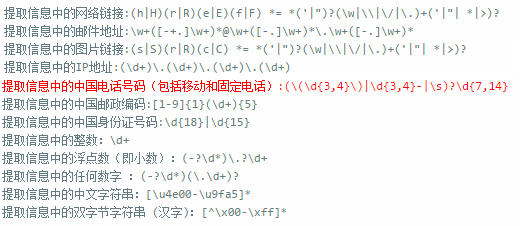 提取信息中的网络链接:(h|H)(r|R)(e|E)(f|F) *= *('|")?(\w|\\|\/|\.)+('|"| *|>)?
提取信息中的邮件地址:\w+([-+.]\w+)*@\w+([-.]\w+)*\.\w+([-.]\w+)*
提取信息中的图片链接:(s|S)(r|R)(c|C) *= *('|")?(\w|\\|\/|\.)+('|"| *|>)?
提取信息中的IP地址:(\d+)\.(\d+)\.(\d+)\.(\d+)
提取信息中的中国电话号码（包括移动和固定电话）:(\(\d{3,4}\)|\d{3,4}-|\s)?\d{7,14}
提取信息中的中国邮政编码:[1-9]{1}(\d+){5}
提取信息中的中国身份证号码:\d{18}|\d{15}
提取信息中的整数: \d+
提取信息中的浮点数（即小数）: (-?\d*)\.?\d+
提取信息中的任何数字 : (-?\d*)(\.\d+)?
提取信息中的中文字符串: [\u4e00-\u9fa5]*
提取信息中的双字节字符串（汉字）: [^\x00-\xff]*